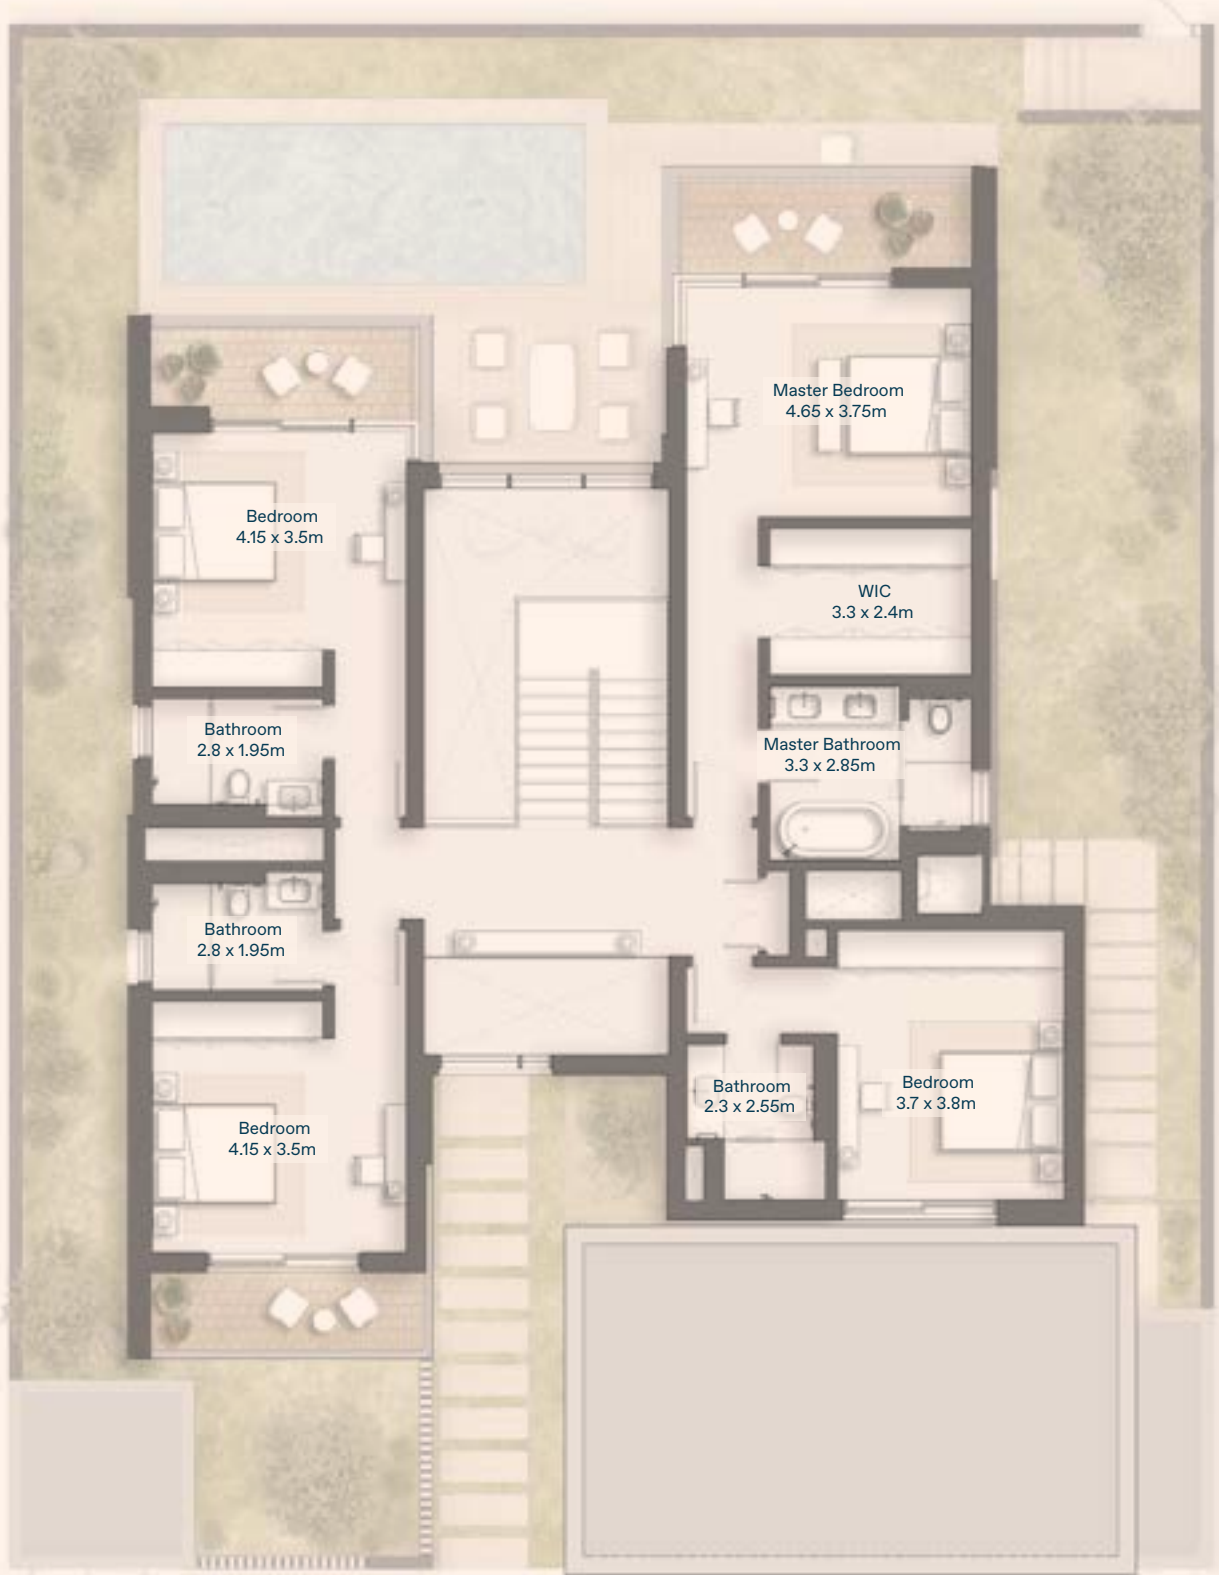 Master Bedroom
4.65 x 3.75m
Bedroom
4.15 x 3.5m
WIC
3.3 x 2.4m
Bathroom
2.8 x 1.95m
Master Bathroom
3.3 x 2.85m
Bathroom
2.8 x 1.95m
Bedroom
3.7 x 3.8m
Bathroom
2.3 x 2.55m
Bedroom
4.15 x 3.5m